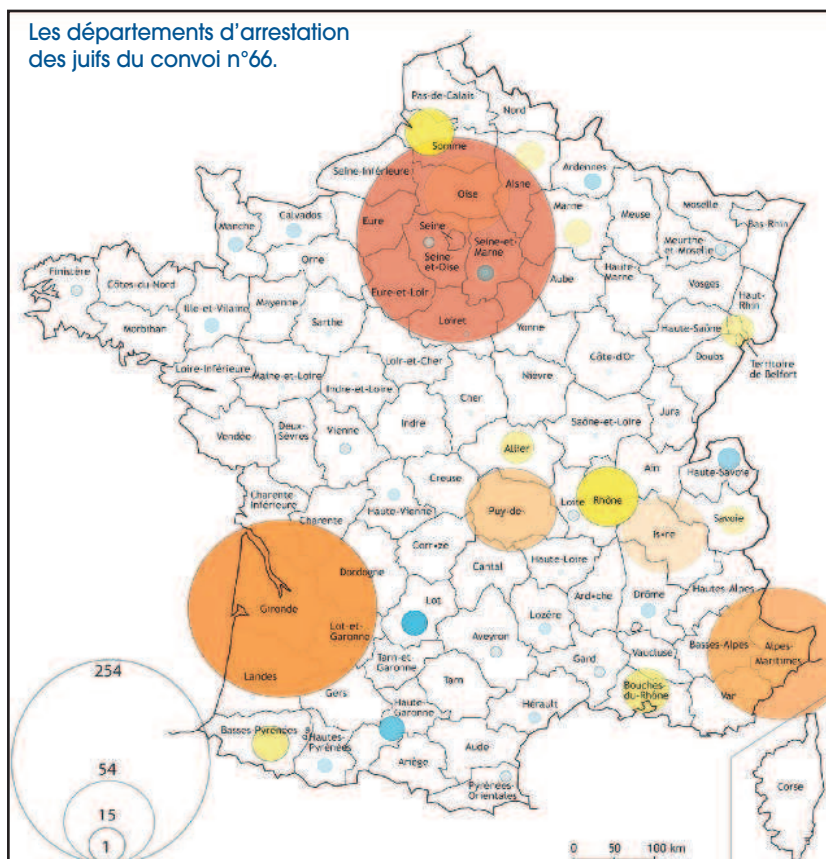 Les départements d’arrestation
des juifs du convoi n°66.
Pas-de-Calais
Nord
Somme
Seine-Inférieure
Oise
Aisne
Ardennes
Manche
Calvados
Eure
Seine
Seine-et-Oise
Seine-et-Marne
Marne
Meuse
Moselle
Meurthe-et-Moselle
Bas-Rhin
Finistère
Côtes-du-Nord
Orne
Eure-et-Loir
Aube
Haute-Marne
Vosges
Haut-Rhin
Ille-et-Vilaine
Mayenne
Morbihan
Sarthe
Loiret
Yonne
Haute-Saône
Loire-Inférieure
Maine-et-Loire
Indre-et-Loire
Loir-et-Cher
Nièvre
Côte-d'Or
Doubs
Territoire
de Belfort
Cher
Vendée
Deux-Sèvres
Vienne
Indre
Saône-et-Loire
Jura
Allier
Ain
Haute-Savoie
Charente
Inférieure
Charente
Haute-Vienne
Creuse
Puy-de-
Loire
Rhône
Is•re
Savoie
Corr•ze
Dordogne
Cantal
Haute-Loire
Gironde
Lot
Lot-et-Garonne
Lozère
Ard•che
Drôme
Hautes-Alpes
Aveyron
Landes
Tarn-et
Garonne
Gard
Vaucluse
Basses-Alpes
Alpes-Maritimes
Gers
Tarn
Bouches-du-Rhône
Var
Haute-Garonne
Hérault
Basses-Pyrenées
Hautes-Pyrénées
Ariège
Aude
Pyrénées-Orientales
Corse
254
54
15
1
0 50 100 km